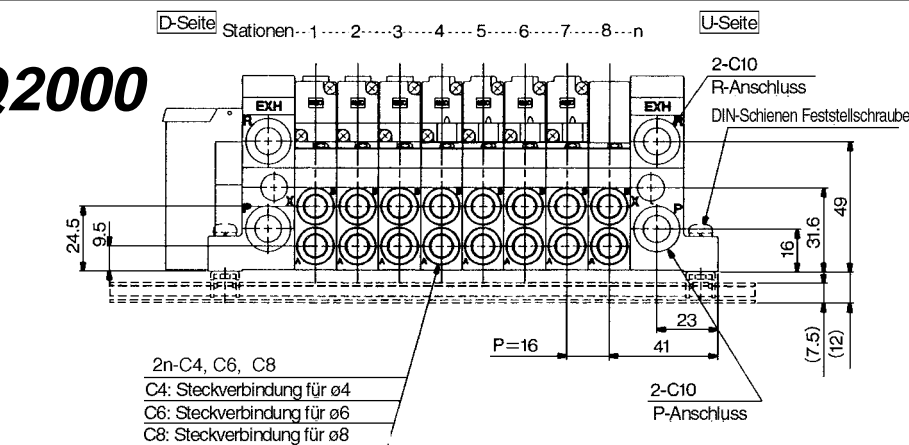 D-Seite
Stationen 1 2 3 4 5 6 7 8 n
U-Seite
Q2000
2-C10
R-Anschluss
DIN-Schienen Feststellschraube
EXH
EXH
R
R
X
X
P
P
B B B B B B B B
A A A A A A A A
24.5
9.5
16
31.6
49
23
P=16
41
(7.5)
(12)
2n-C4, C6, C8
C4: Steckverbindung für ø4
C6: Steckverbindung für ø6
C8: Steckverbindung für ø8
2-C10
P-Anschluss